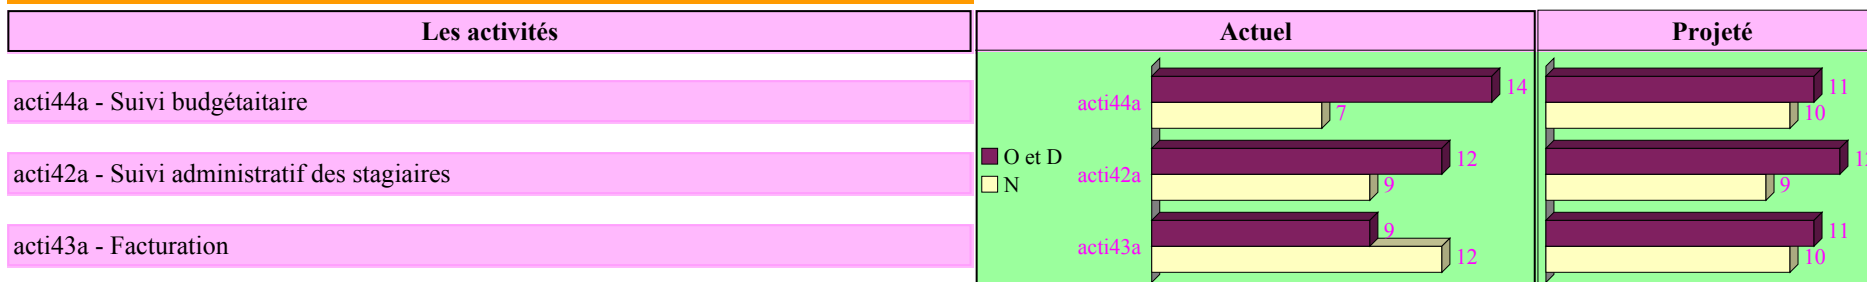 Les activités
Actuel
Projeté
acti44a - Suivi budgétaitaire
acti42a - Suivi administratif des stagiaires
acti43a - Facturation
O et D
N
acti44a
14
7
acti42a
12
9
acti43a
9
12
11
10
9
11
10